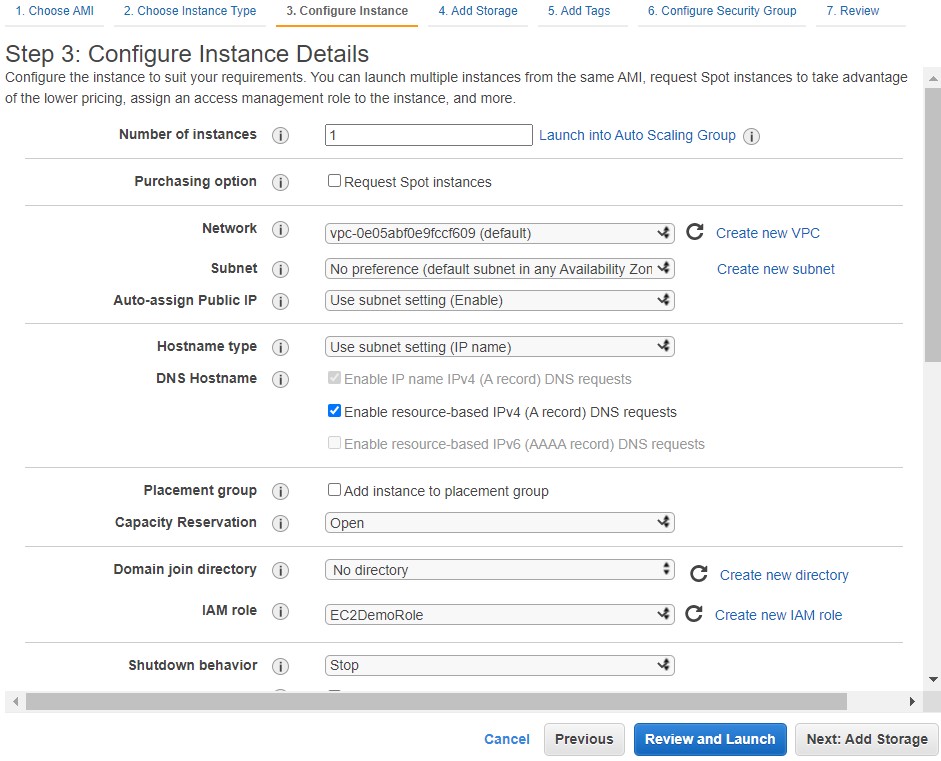 1. Choose AMI 2. Choose Instance Type 3. Configure Instance 4. Add Storage 5. Add Tags 6. Configure Security Group 7. Review
Step 3: Configure Instance Details
Configure the instance to suit your requirements. You can launch multiple instances from the same AMI, request Spot instances to take advantage
of the lower pricing, assign an access management role to the instance, and more.
Number of instances i 1 Launch into Auto Scaling Group i
Purchasing option i Request Spot instances
Network i vpc-0e05abf0e9fccf609 (default) Create new VPC
Subnet i No preference (default subnet in any Availability Zon Create new subnet
Auto-assign Public IP i Use subnet setting (Enable)
Hostname type i Use subnet setting (IP name)
DNS Hostname i Enable IP name IPv4 (A record) DNS requests
Enable resource-based IPv4 (A record) DNS requests
Enable resource-based IPv6 (AAAA record) DNS requests
Placement group i Add instance to placement group
Capacity Reservation i Open
Domain join directory i No directory Create new directory
IAM role i EC2DemoRole Create new IAM role
Shutdown behavior i Stop
Cancel Previous Review and Launch Next: Add Storage